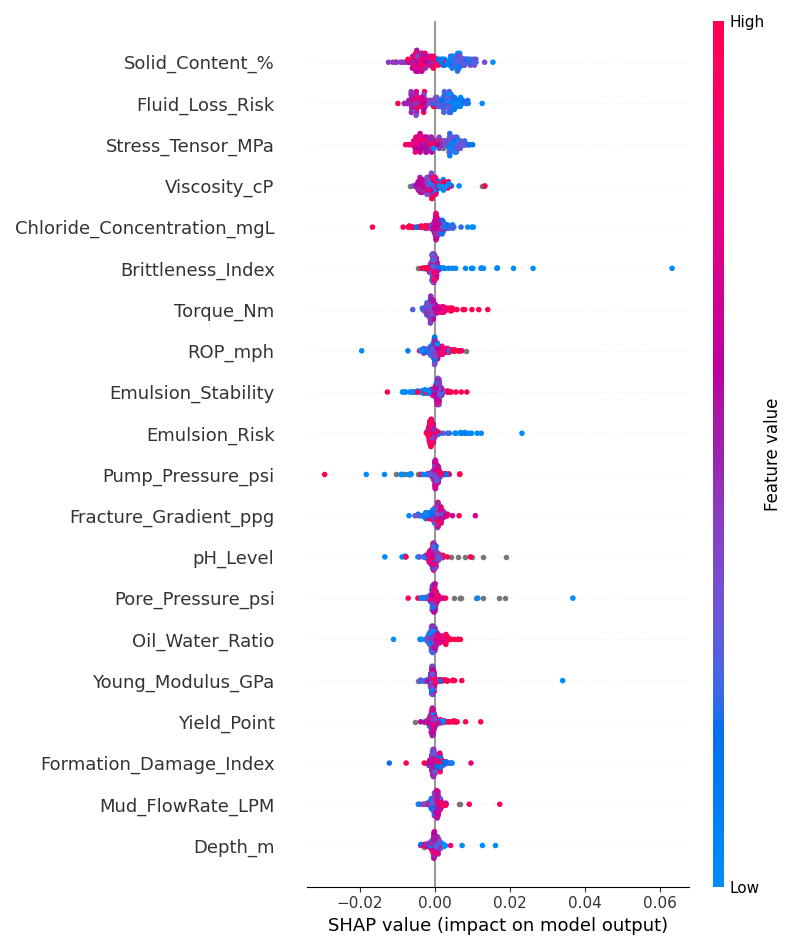 High
Solid_Content_%
Fluid_Loss_Risk
Stress_Tensor_MPa
Viscosity_cP
Chloride_Concentration_mgL
Brittleness_Index
Torque_Nm
ROP_mph
Emulsion_Stability
Emulsion_Risk
Pump_Pressure_psi
Fracture_Gradient_ppg
pH_Level
Pore_Pressure_psi
Oil_Water_Ratio
Young_Modulus_GPa
Yield_Point
Formation_Damage_Index
Mud_FlowRate_LPM
Depth_m
Feature value
Low
−0.02 0.00 0.02 0.04 0.06
SHAP value (impact on model output)